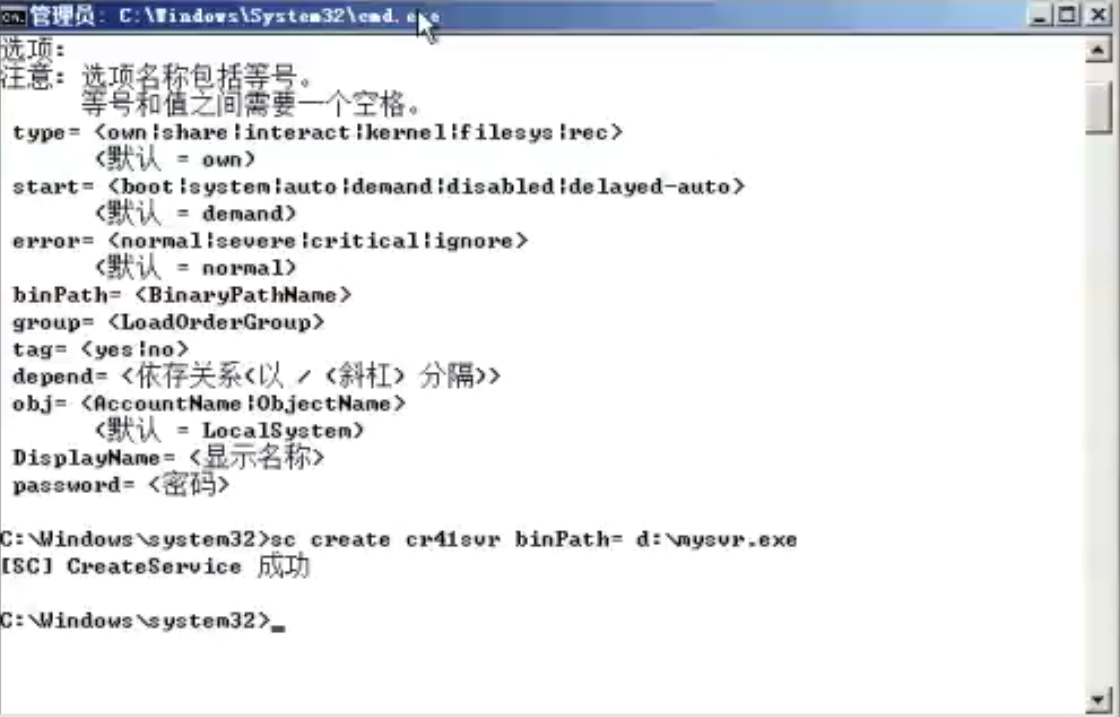 管理员: C:\Windows\System32\cmd.exe
选项:
注意: 选项名称包括等号。
等号和值之间需要一个空格。
type= <own|share|interact|kernel|filesys|rec>
<默认 = own>
start= <boot|system|auto|demand|disabled|delayed-auto>
<默认 = demand>
error= <normal|severe|critical|ignore>
<默认 = normal>
binPath= <BinaryPathName>
group= <LoadOrderGroup>
tag= <yes|no>
depend= <依存关系<以 / <斜杠> 分隔>>
obj= <AccountName|ObjectName>
<默认 = LocalSystem>
DisplayName= <显示名称>
password= <密码>
C:\Windows\system32>sc create cr41svr binPath= d:\mysvr.exe
[SC] CreateService 成功
C:\Windows\system32>_